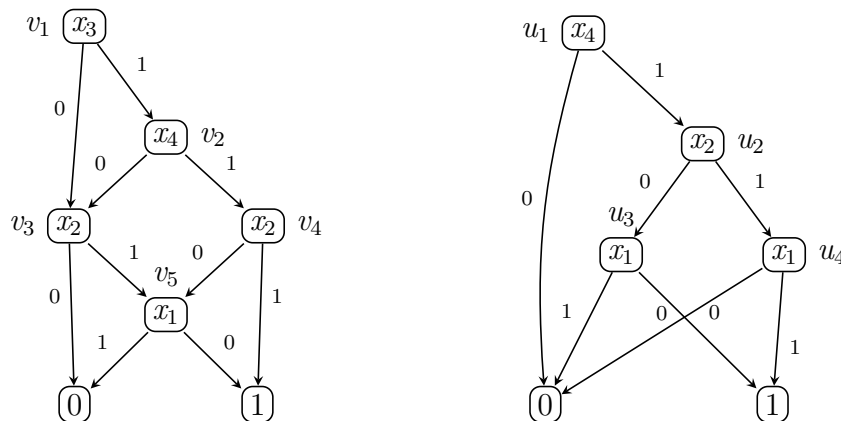 v₁ x₃
u₁ x₄
1
1
0
x₄ v₂
x₂ u₂
0 1
0 1
0
v₃ x₂
x₂ v₄
u₃
1 0
x₁
x₁ u₄
v₅
0
1
x₁
1 0
1 0 0
1
0 1
0 1